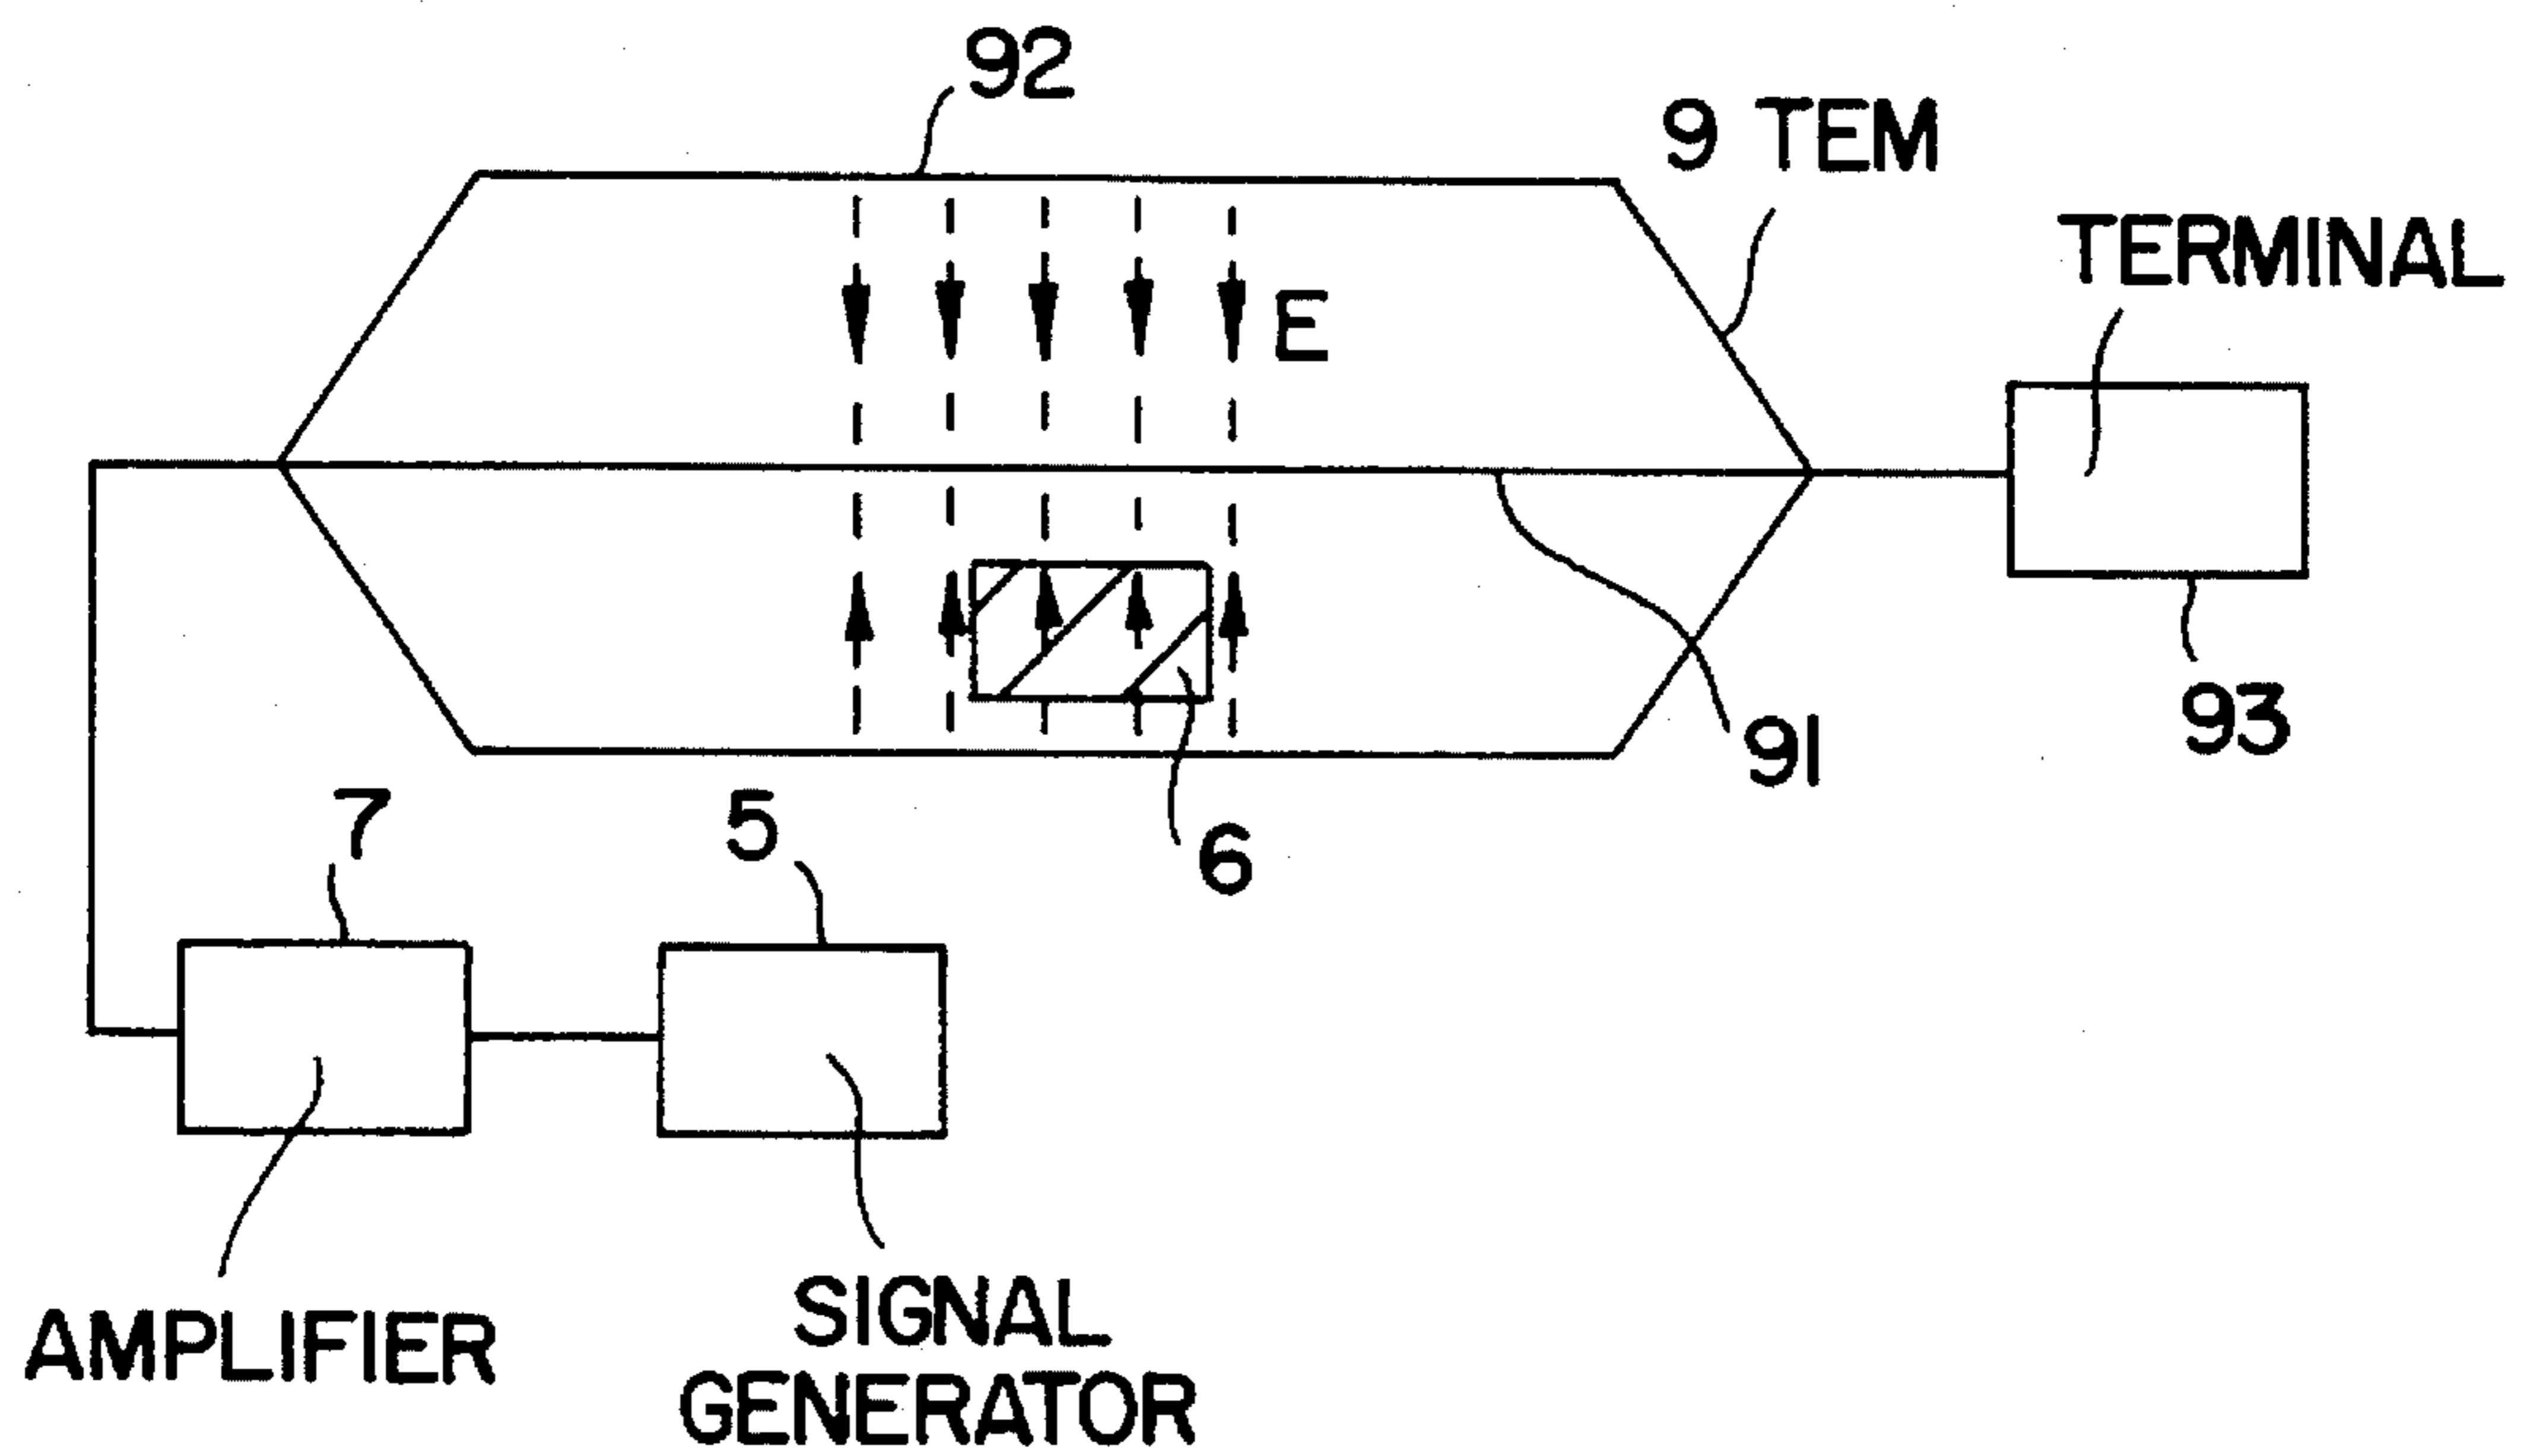 92
9 TEM
TERMINAL
E
91
93
7
5
6
AMPLIFIER
SIGNAL
GENERATOR